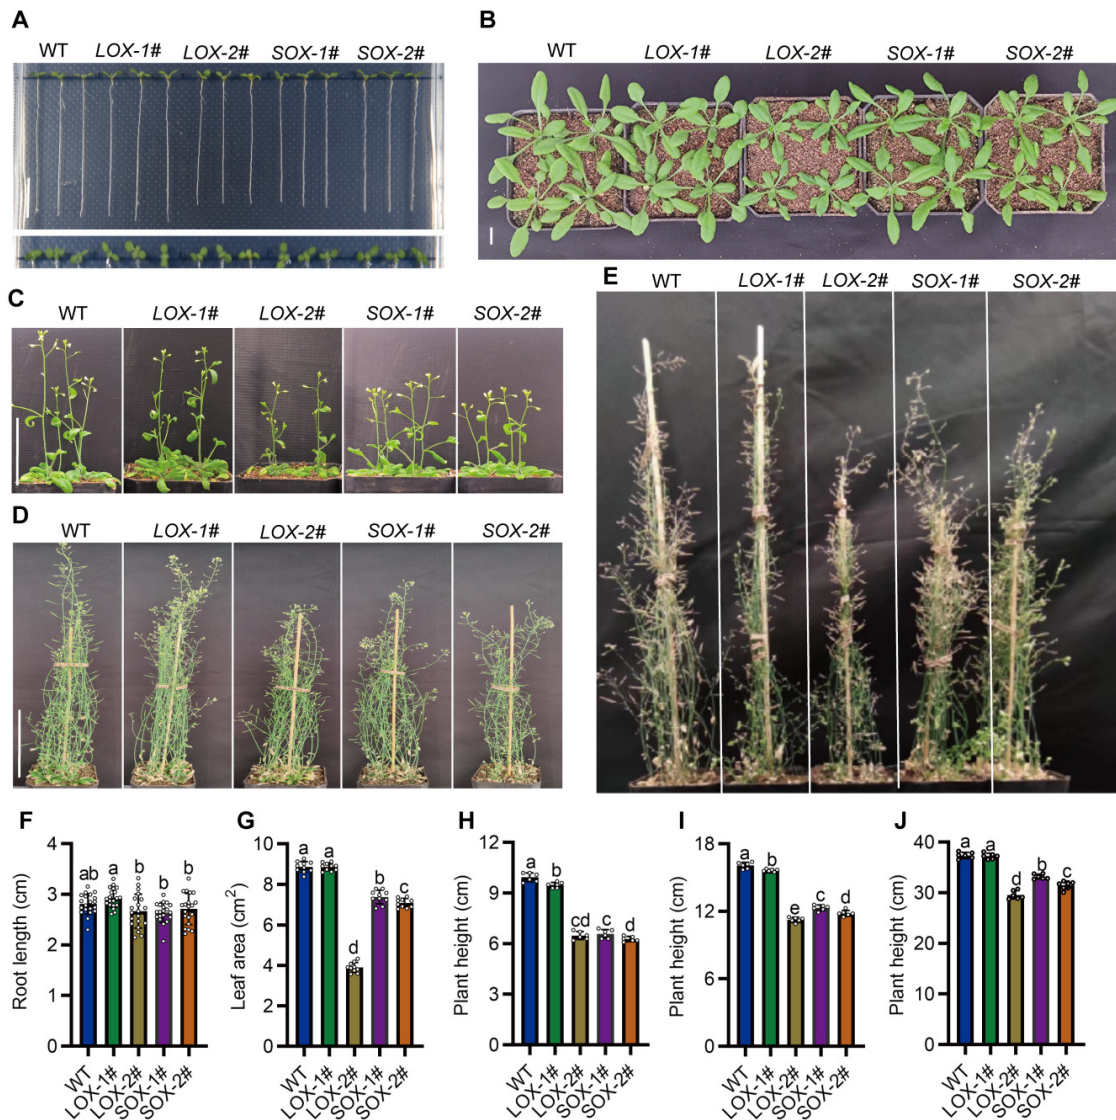 A
WT LOX-1# LOX-2# SOX-1# SOX-2#
B
WT LOX-1# LOX-2# SOX-1# SOX-2#
C
WT LOX-1# LOX-2# SOX-1# SOX-2#
D
WT LOX-1# LOX-2# SOX-1# SOX-2#
E
WT LOX-1# LOX-2# SOX-1# SOX-2#
F
Root length (cm)
4
3
2
1
0
ab a b b b
WT LOX-1# LOX-2# SOX-1# SOX-2#
G
Leaf area (cm²)
10
8
6
4
2
0
a a d b c
WT LOX-1# LOX-2# SOX-1# SOX-2#
H
Plant height (cm)
12
9
6
3
0
a b cd c d
WT LOX-1# LOX-2# SOX-1# SOX-2#
I
Plant height (cm)
18
12
6
0
a b e c d
WT LOX-1# LOX-2# SOX-1# SOX-2#
J
Plant height (cm)
40
30
20
10
0
a a d b c
WT LOX-1# LOX-2# SOX-1# SOX-2#